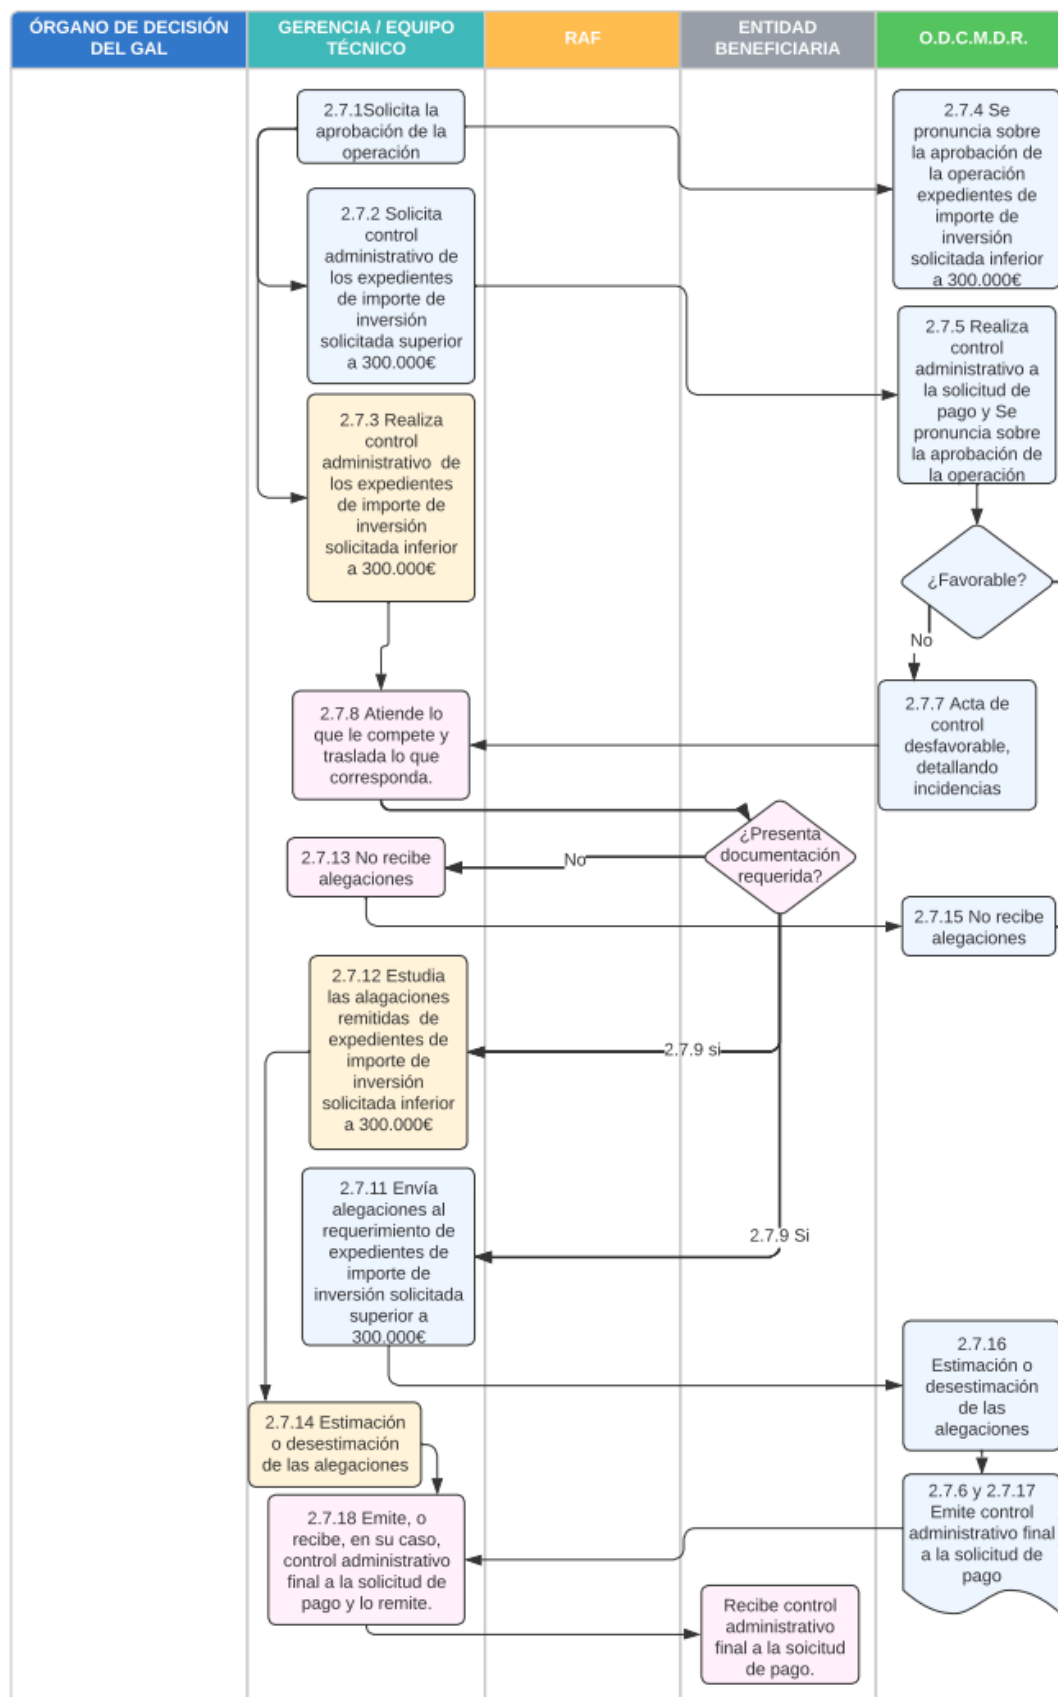 ÓRGANO DE DECISIÓN
DEL GAL
GERENCIA / EQUIPO
TÉCNICO
RAF
ENTIDAD
BENEFICIARIA
O.D.C.M.D.R.
2.7.1Solicita la
aprobación de la
operación
2.7.4 Se
pronuncia sobre
la aprobación de
la operación
expedientes de
importe de
inversión
solicitada inferior
a 300.000€
2.7.2 Solicita
control
administrativo de
los expedientes
de importe de
inversión
solicitada superior
a 300.000€
2.7.5 Realiza
control
administrativo a
la solicitud de
pago y Se
pronuncia sobre
la aprobación de
la operación
2.7.3 Realiza
control
administrativo de
los expedientes
de importe de
inversión
solicitada inferior
a 300.000€
¿Favorable?
No
2.7.7 Acta de
control
desfavorable,
detallando
incidencias
2.7.8 Atiende lo
que le compete y
traslada lo que
corresponda.
¿Presenta
documentación
requerida?
No
2.7.13 No recibe
alegaciones
2.7.15 No recibe
alegaciones
2.7.12 Estudia
las alagaciones
remitidas de
expedientes de
importe de
inversión
solicitada inferior
a 300.000€
2.7.9 si
2.7.11 Envía
alegaciones al
requerimiento de
expedientes de
importe de
inversión solicitada
superior a
300.000€
2.7.9 Si
2.7.16
Estimación o
desestimación
de las
alegaciones
2.7.14 Estimación
o desestimación
de las alegaciones
2.7.6 y 2.7.17
Emite control
administrativo final
a la solicitud de
pago
2.7.18 Emite, o
recibe, en su caso,
control administrativo
final a la solicitud de
pago y lo remite.
Recibe control
administrativo
final a la soicitud
de pago.